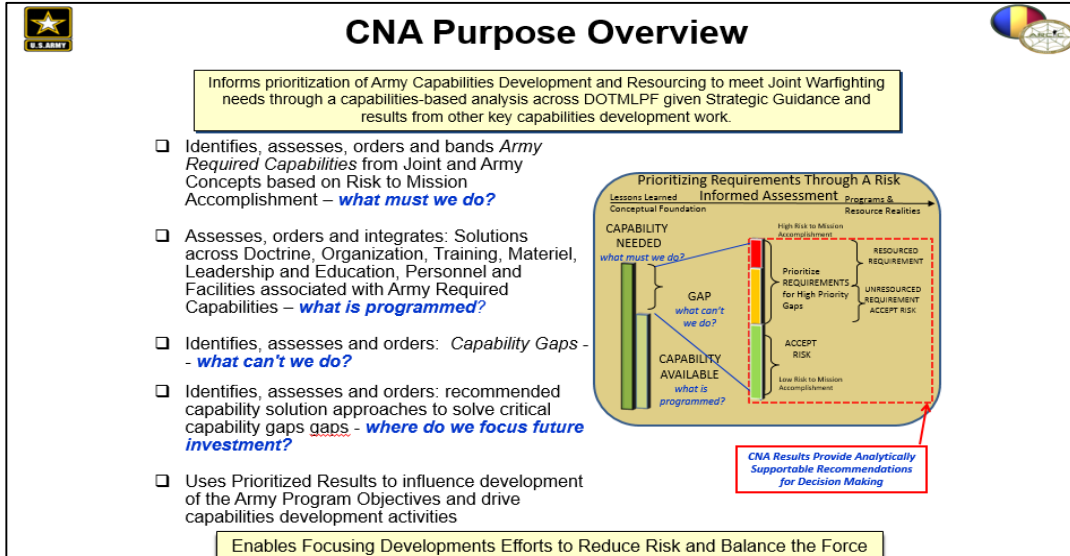 CNA Purpose Overview
U.S.ARMY
ARCIC
Informs prioritization of Army Capabilities Development and Resourcing to meet Joint Warfighting
needs through a capabilities-based analysis across DOTMLPF given Strategic Guidance and
results from other key capabilities development work.
Identifies, assesses, orders and bands Army
Required Capabilities from Joint and Army
Concepts based on Risk to Mission
Accomplishment – what must we do?
Assesses, orders and integrates: Solutions
across Doctrine, Organization, Training, Materiel,
Leadership and Education, Personnel and
Facilities associated with Army Required
Capabilities – what is programmed?
Identifies, assesses and orders: Capability Gaps -
- what can't we do?
Identifies, assesses and orders: recommended
capability solution approaches to solve critical
capability gaps gaps - where do we focus future
investment?
Uses Prioritized Results to influence development
of the Army Program Objectives and drive
capabilities development activities
Prioritizing Requirements Through A Risk
Informed Assessment
Lessons Learned
Conceptual Foundation
Programs &
Resource Realities
CAPABILITY
NEEDED
what must we do?
GAP
what can't
we do?
CAPABILITY
AVAILABLE
what is
programmed?
High Risk to Mission
Accomplishment
Prioritize
REQUIREMENTS
for High Priority
Gaps
RESOURCED
REQUIREMENT
UNRESOURCED
REQUIREMENT
ACCEPT RISK
ACCEPT
RISK
Low Risk to Mission
Accomplishment
CNA Results Provide Analytically
Supportable Recommendations
for Decision Making
Enables Focusing Developments Efforts to Reduce Risk and Balance the Force